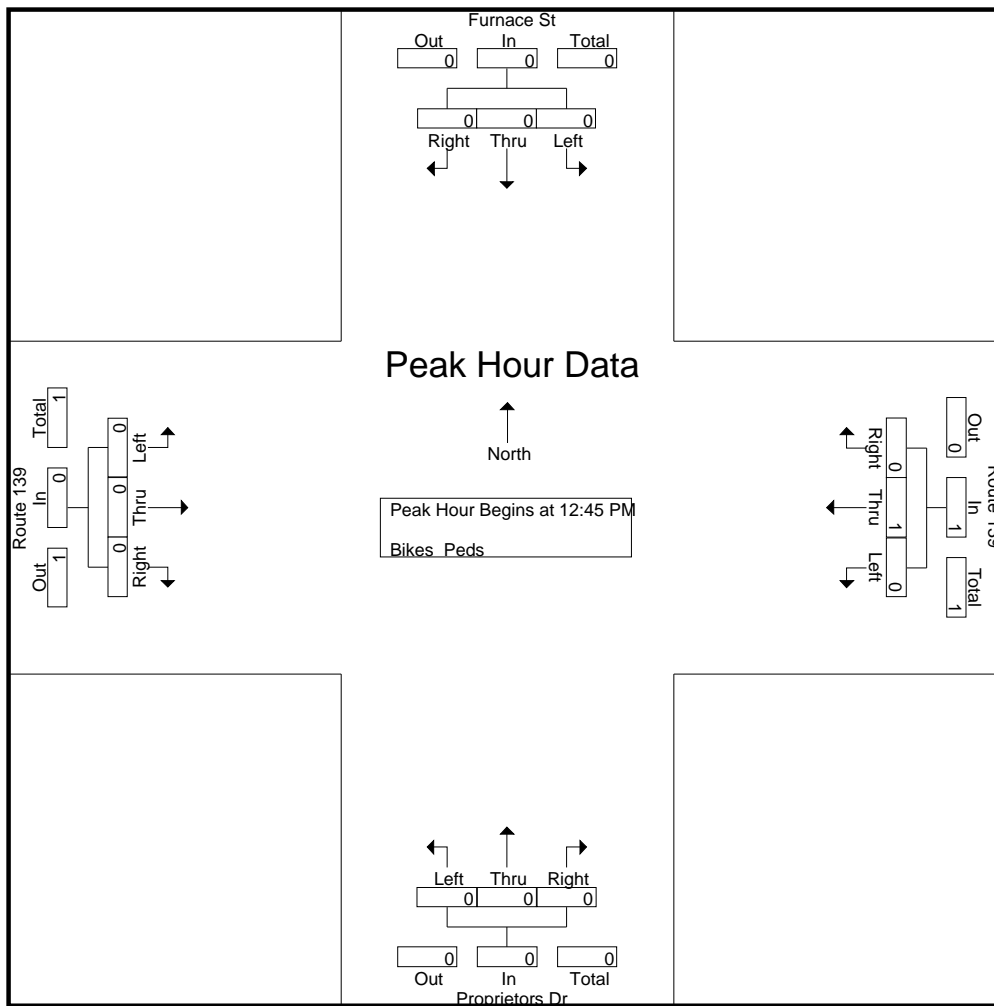 Furnace St
Out In Total
0 0 0
0 0 0
Right Thru Left
Peak Hour Data
North
Peak Hour Begins at 12:45 PM
Bikes Peds
Route 139
Total In Out
1 0 1
0 0 0
Left Thru Right
Right Thru Left
0 1 0
Out In Total
0 1 1
Route 139
Left Thru Right
0 0 0
0 0 0
Out In Total
Proprietors Dr